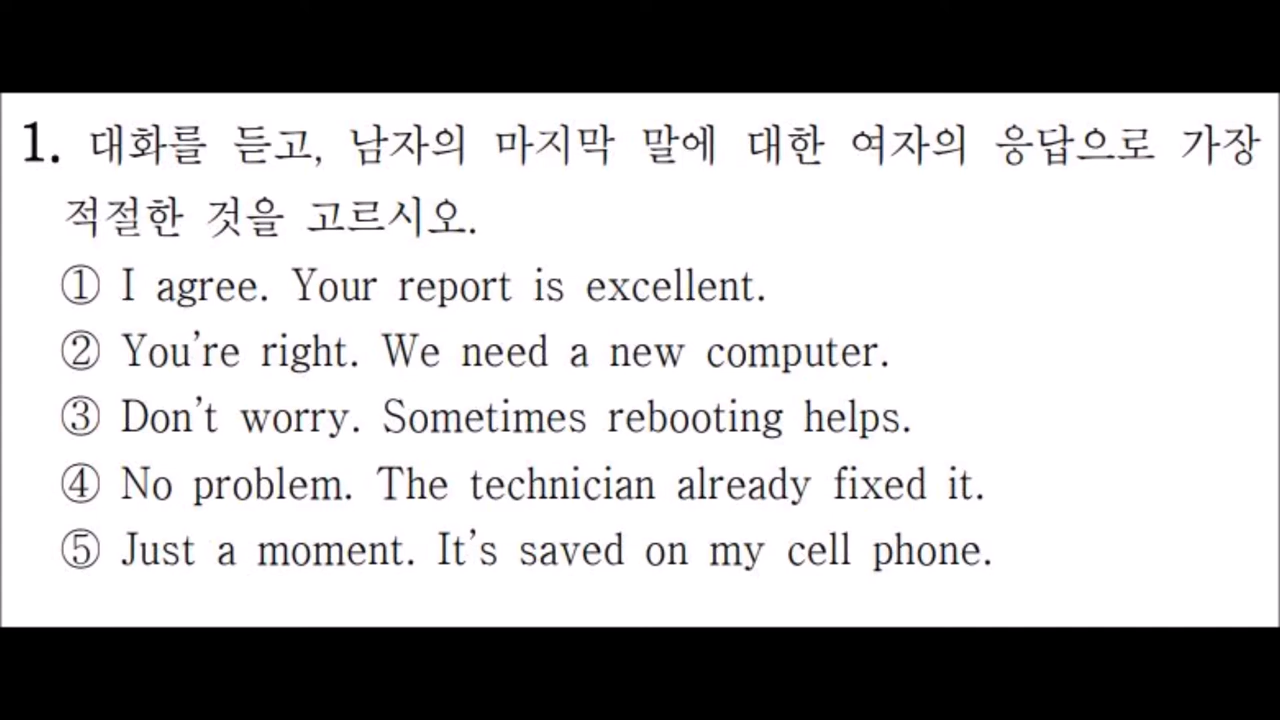 1. 대화를 듣고, 남자의 마지막 말에 대한 여자의 응답으로 가장
적절한 것을 고르시오.
① I agree. Your report is excellent.
② You're right. We need a new computer.
③ Don't worry. Sometimes rebooting helps.
④ No problem. The technician already fixed it.
⑤ Just a moment. It's saved on my cell phone.